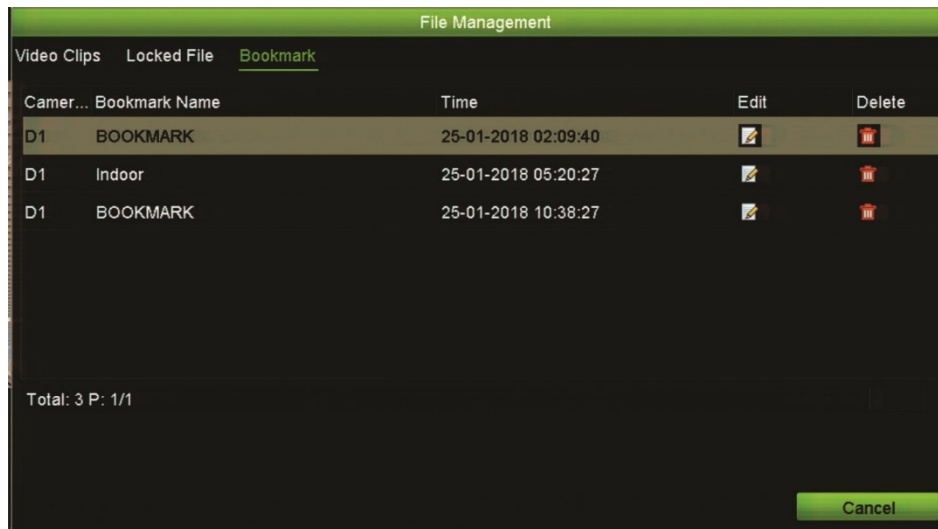 File Management
Video Clips Locked File Bookmark
Camer... Bookmark Name Time Edit Delete
D1 BOOKMARK 25-01-2018 02:09:40
D1 Indoor 25-01-2018 05:20:27
D1 BOOKMARK 25-01-2018 10:38:27
Total: 3 P: 1/1
Cancel